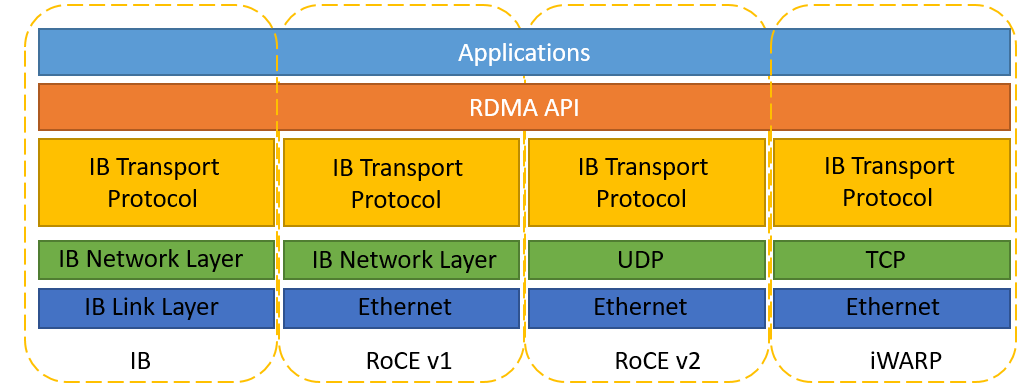 Applications
RDMA API
IB Transport
Protocol
IB Transport
Protocol
IB Transport
Protocol
IB Transport
Protocol
IB Network Layer
IB Network Layer
UDP
TCP
IB Link Layer
Ethernet
Ethernet
Ethernet
IB
RoCE v1
RoCE v2
iWARP